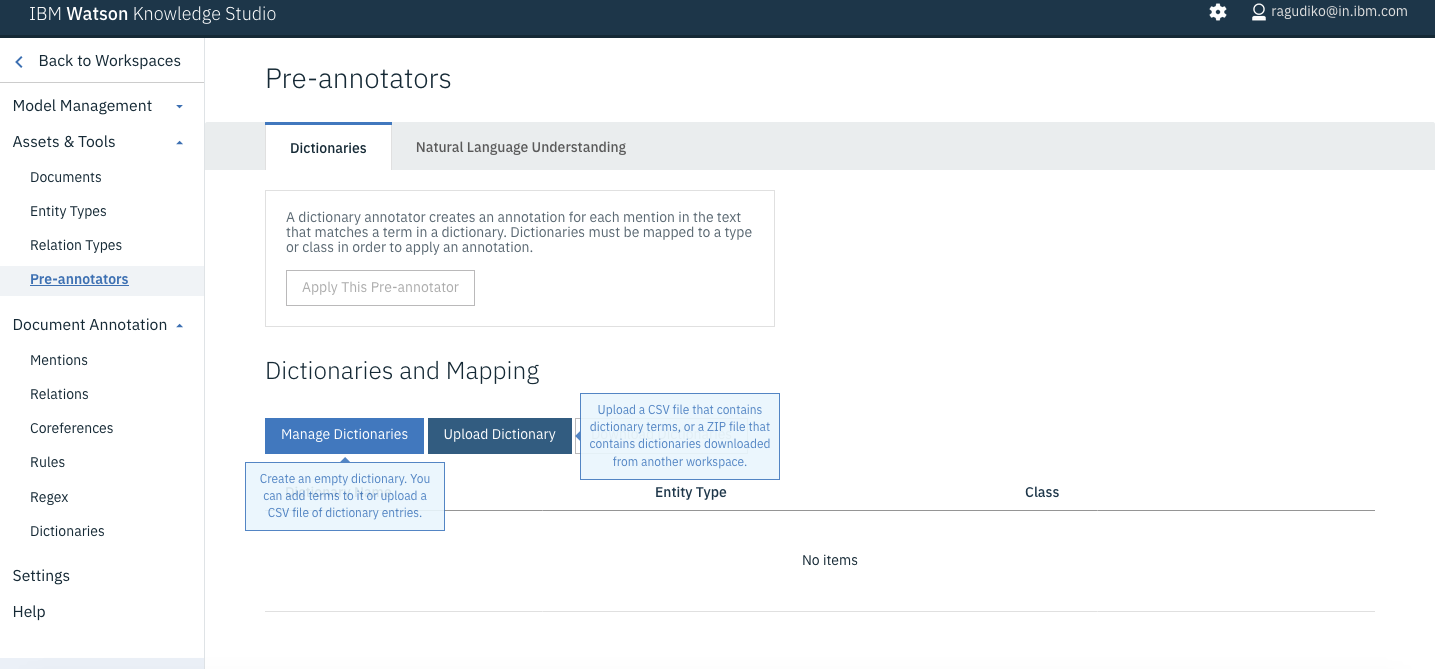 IBM Watson Knowledge Studio
ragudiko@in.ibm.com
Back to Workspaces
Model Management
Assets & Tools
Documents
Entity Types
Relation Types
Pre-annotators
Document Annotation
Mentions
Relations
Coreferences
Rules
Regex
Dictionaries
Settings
Help
Pre-annotators
Dictionaries
Natural Language Understanding
A dictionary annotator creates an annotation for each mention in the text
that matches a term in a dictionary. Dictionaries must be mapped to a type
or class in order to apply an annotation.
Apply This Pre-annotator
Dictionaries and Mapping
Manage Dictionaries
Upload Dictionary
Upload a CSV file that contains
dictionary terms, or a ZIP file that
contains dictionaries downloaded
from another workspace.
Create an empty dictionary. You
can add terms to it or upload a
CSV file of dictionary entries.
Entity Type
Class
No items